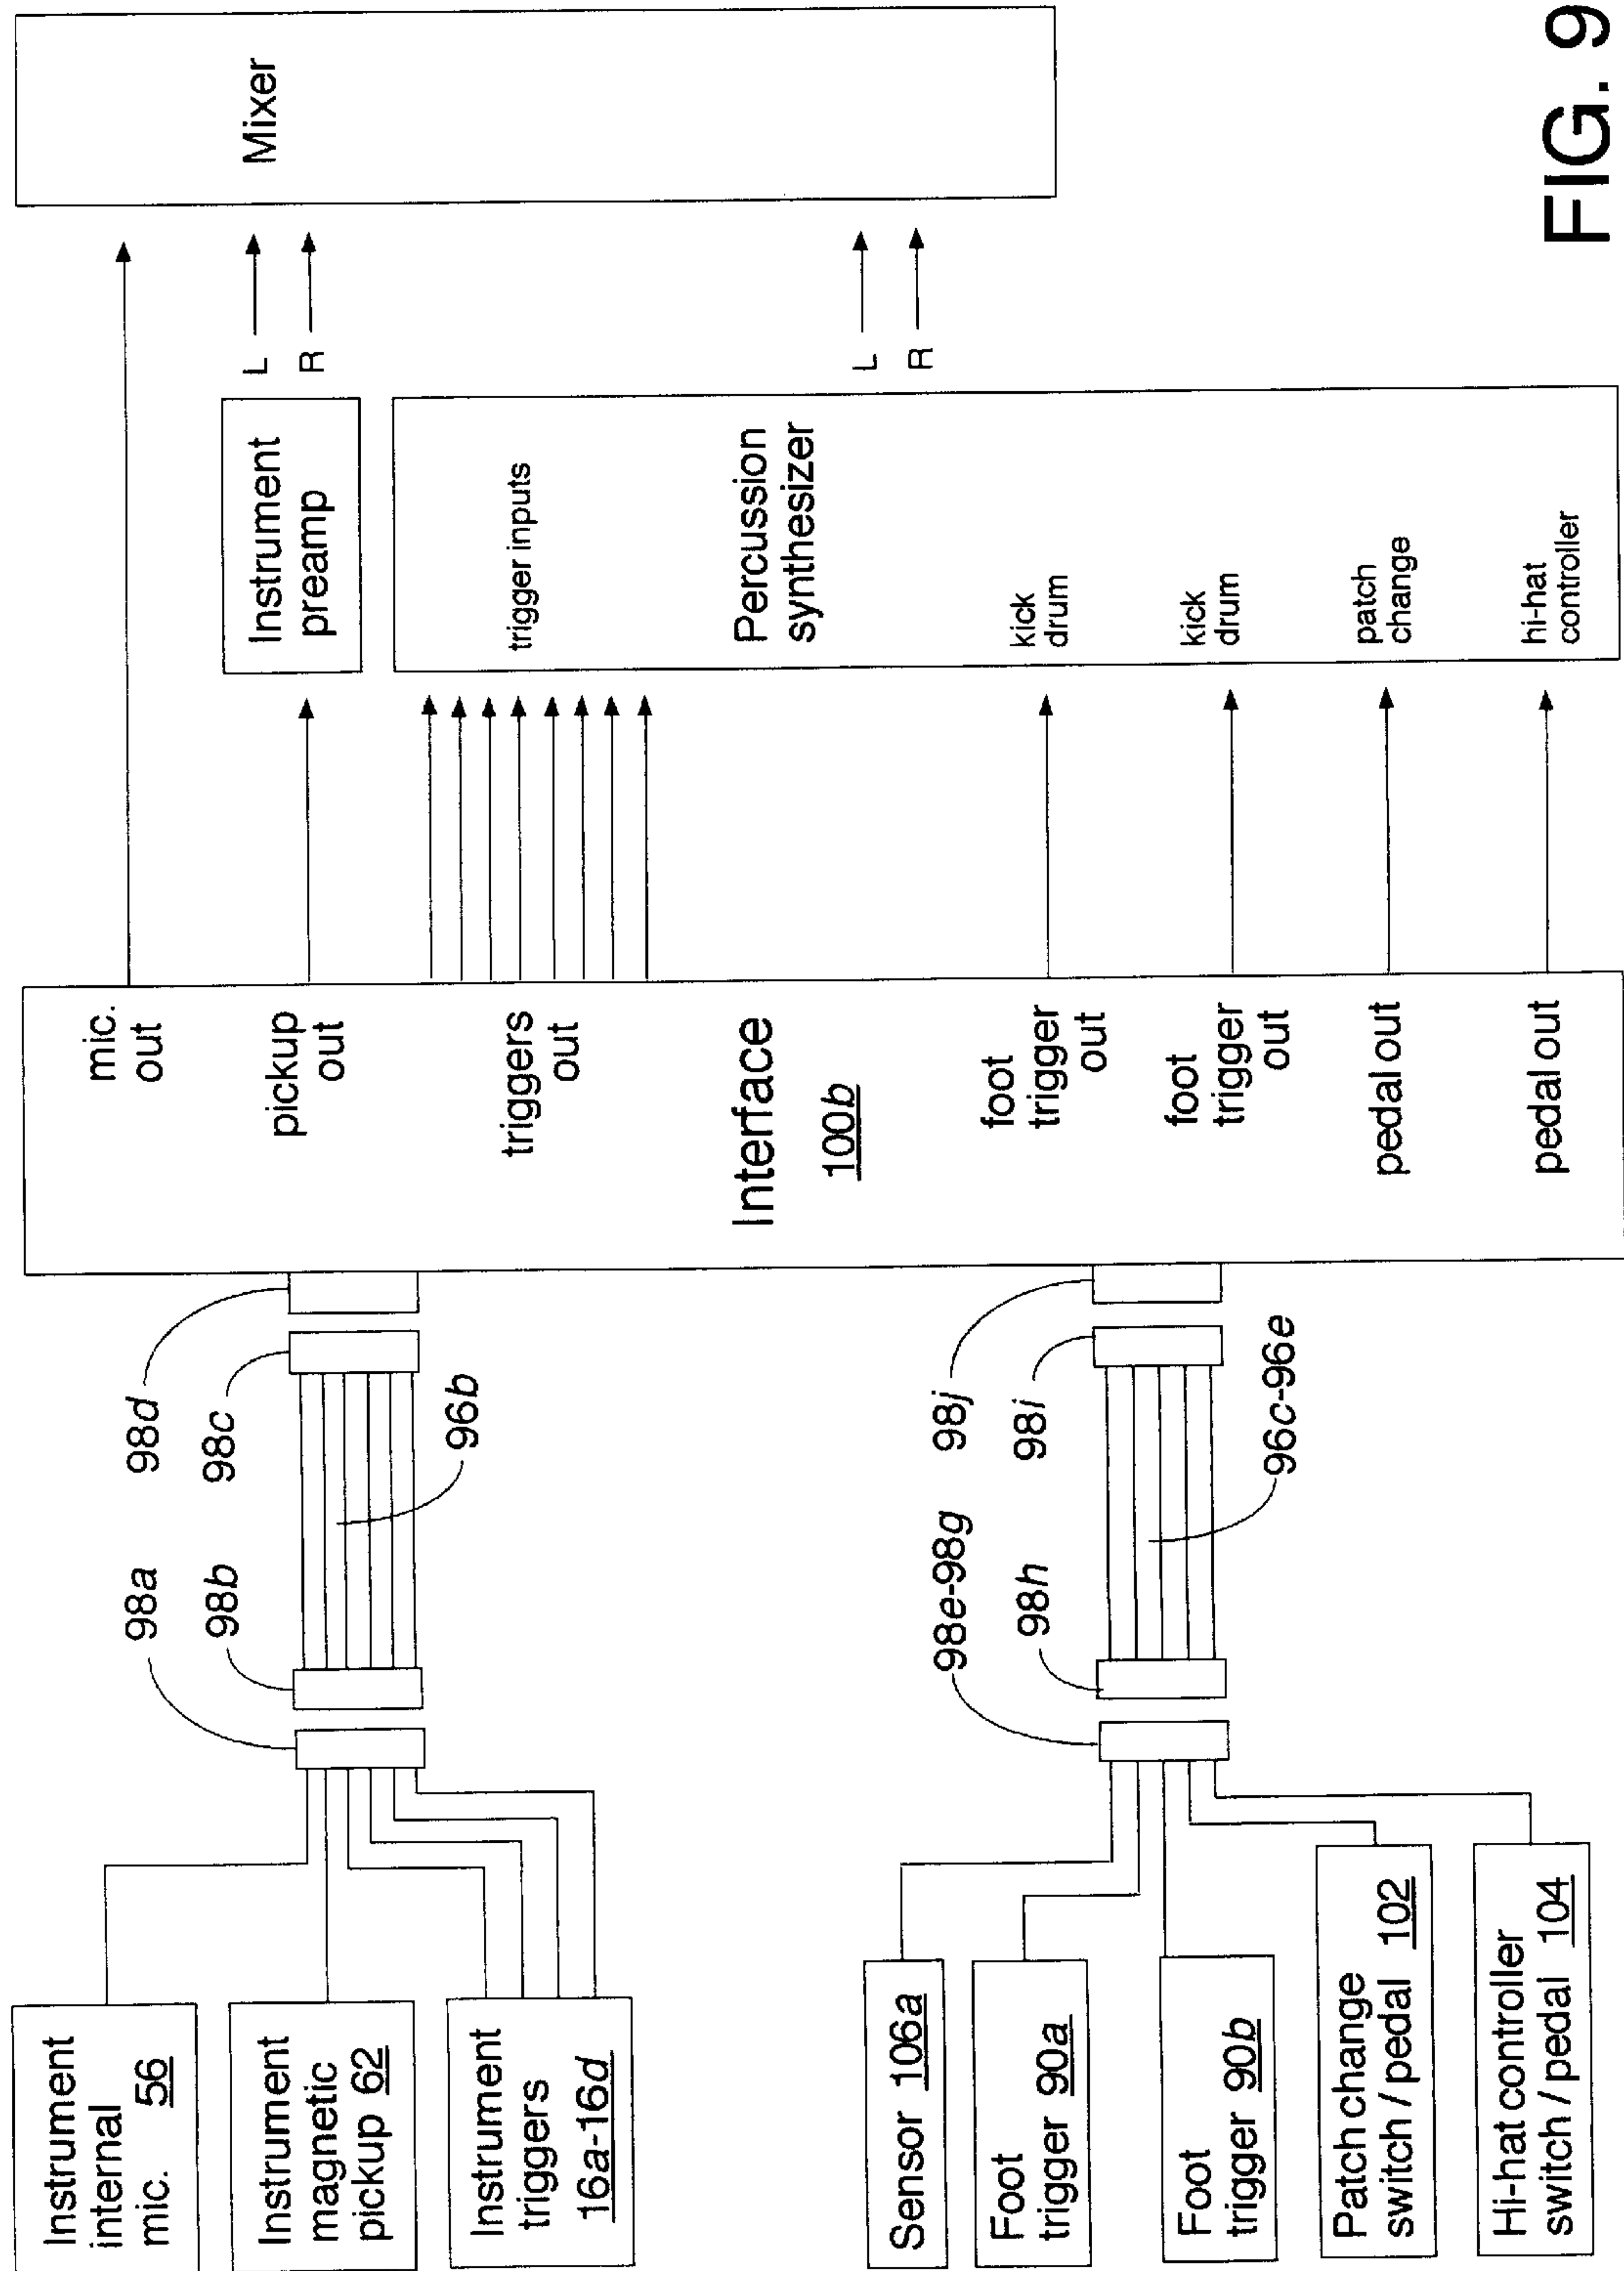 Instrument
internal
mic. 56
Instrument
magnetic
pickup 62
Instrument
triggers
16a-16d
Sensor 106a
Foot
trigger 90a
Foot
trigger 90b
Patch change
switch / pedal 102
Hi-hat controller
switch / pedal 104
98a
98b
98d
98c
96b
98e-98g
98h
98j
98i
96c-96e
mic.
out
pickup
out
triggers
out
Interface
100b
foot
trigger
out
foot
trigger
out
pedal out
pedal out
Instrument
preamp
trigger inputs
Percussion
synthesizer
kick
drum
kick
drum
patch
change
hi-hat
controller
L
R
L
R
Mixer
FIG. 9